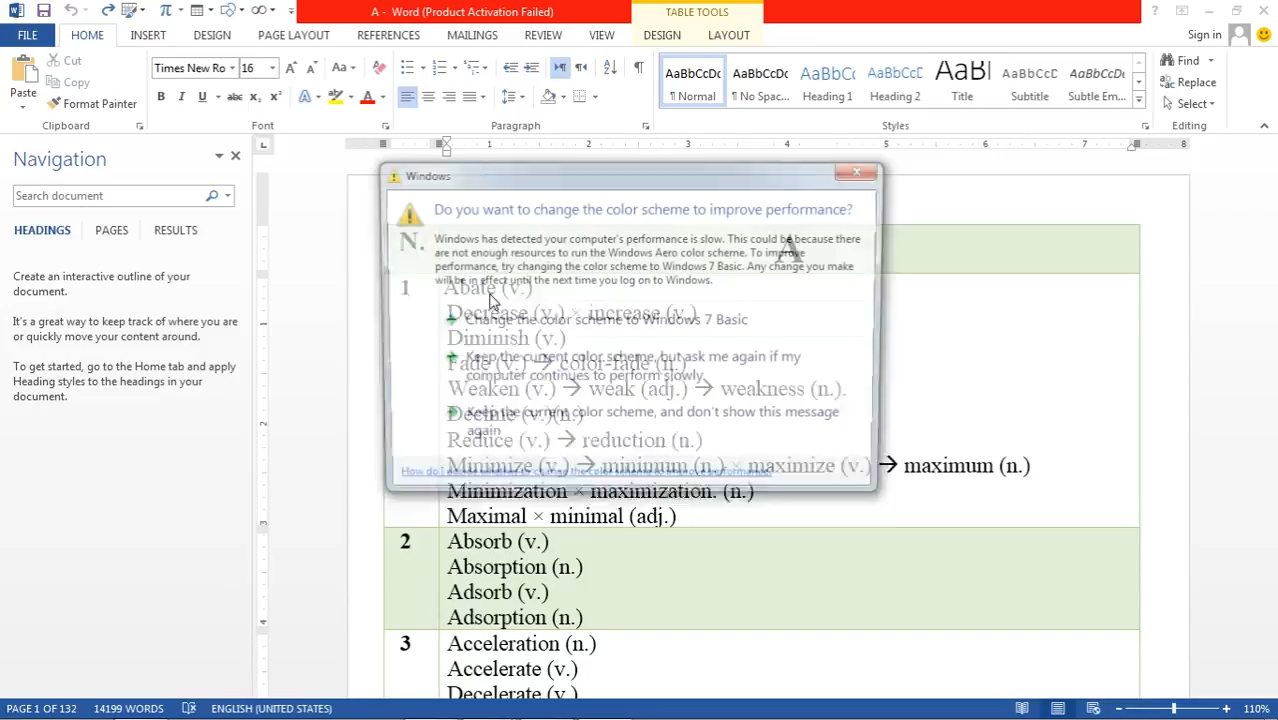 A - Word (Product Activation Failed)
TABLE TOOLS
FILE HOME INSERT DESIGN PAGE LAYOUT REFERENCES MAILINGS REVIEW VIEW DESIGN LAYOUT Sign in
Cut
Copy
Format Painter
Paste
Clipboard
Times New Ro 16
Font
Paragraph
AaBbCcDc AaBbCcDc AaBbCc AaBbCcDc AaBl AaBbCcDc AaBbCcDc
¶ Normal ¶ No Spac... Heading 1 Heading 2 Title Subtitle Subtle Em...
Styles
Find
Replace
Select
Editing
Navigation
Search document
HEADINGS PAGES RESULTS
Create an interactive outline of your
document.
It's a great way to keep track of where you are
or quickly move your content around.
To get started, go to the Home tab and apply
Heading styles to the headings in your
document.
1 2 3 4 5 6 7 8
Windows
Do you want to change the color scheme to improve performance?
Windows has detected your computer's performance is slow. This could be because there
are not enough resources to run the Windows Aero color scheme. To improve
performance, try changing the color scheme to Windows 7 Basic. Any change you make
will be in effect until the next time you log on to Windows.
Change the color scheme to Windows 7 Basic
Keep the current color scheme, but ask me again if my
computer continues to perform slowly
Keep the current color scheme, and don't show this message
again
N. A
1 Abate (v.)
Decrease (v.) × increase (v.)
Diminish (v.)
Fade (v.) → color-fade (n.)
Weaken (v.) → weak (adj.) → weakness (n.).
Decline (v.)(n.)
Reduce (v.) → reduction (n.)
Minimize (v.) → minimum (n.) × maximize (v.) → maximum (n.)
Minimization × maximization. (n.)
Maximal × minimal (adj.)
2 Absorb (v.)
Absorption (n.)
Adsorb (v.)
Adsorption (n.)
3 Acceleration (n.)
Accelerate (v.)
Decelerate (v.)
PAGE 1 OF 132 14199 WORDS ENGLISH (UNITED STATES) 110%